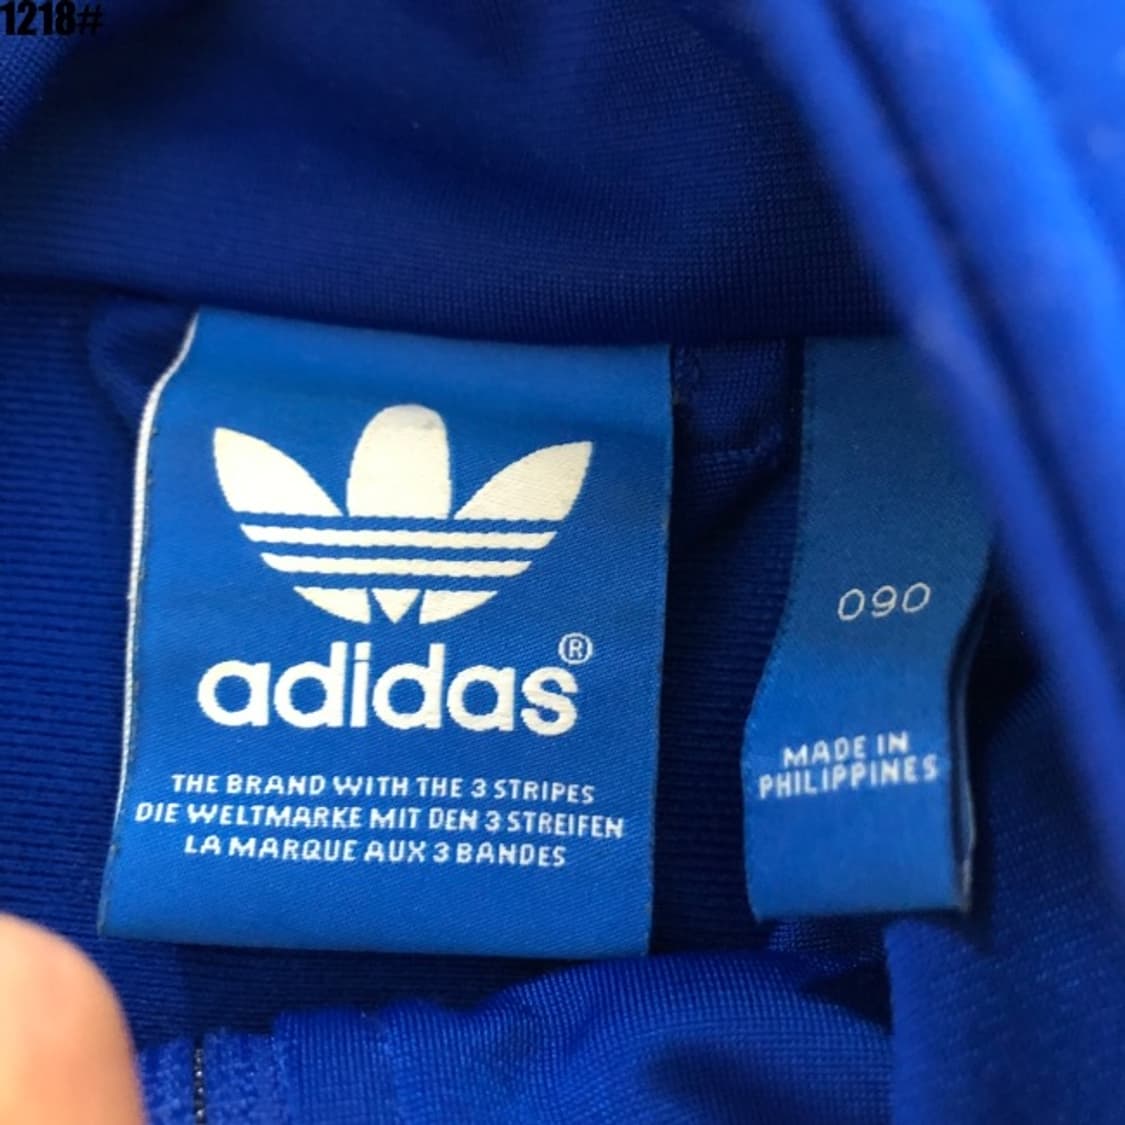 1218#
adidas®
THE BRAND WITH THE 3 STRIPES
DIE WELTMARKE MIT DEN 3 STREIFEN
LA MARQUE AUX 3 BANDES
090
MADE IN
PHILIPPINES